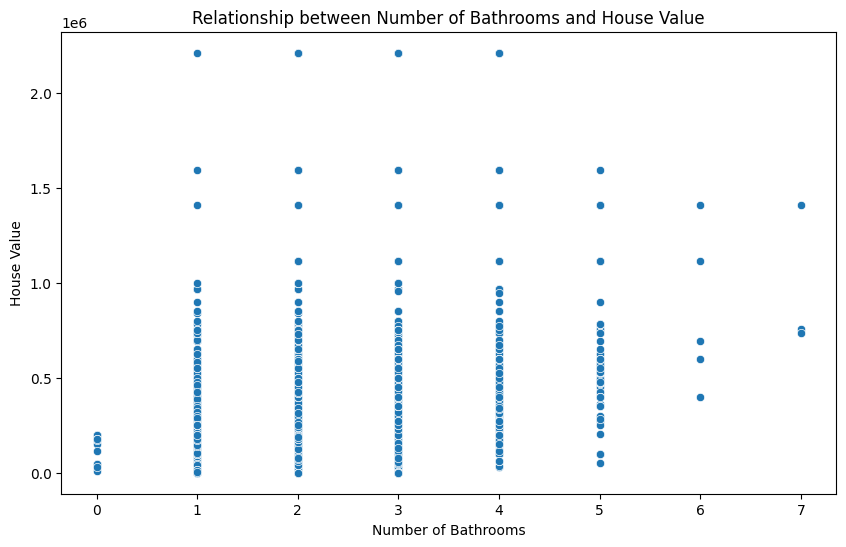 Relationship between Number of Bathrooms and House Value
1e6
2.0
1.5
1.0
0.5
0.0
House Value
0 1 2 3 4 5 6 7
Number of Bathrooms